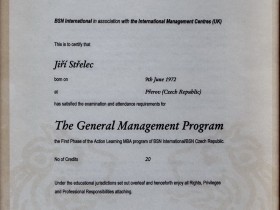 BSN International in association with the International Management Centre (UK)
This is to certify that
Jiří Střelec
born on 9th June 1972
at Přerov (Czech Republic)
has satisfied the examination and attendance requirements for
The General Management Program
the First Phase of the Action Learning MBA program of BSN International/BSN Czech Republic
No of Credits 20
Under the educational jurisdictions set out overleaf and henceforth enjoy all Rights, Privileges
and Professional Responsibilities attaching.